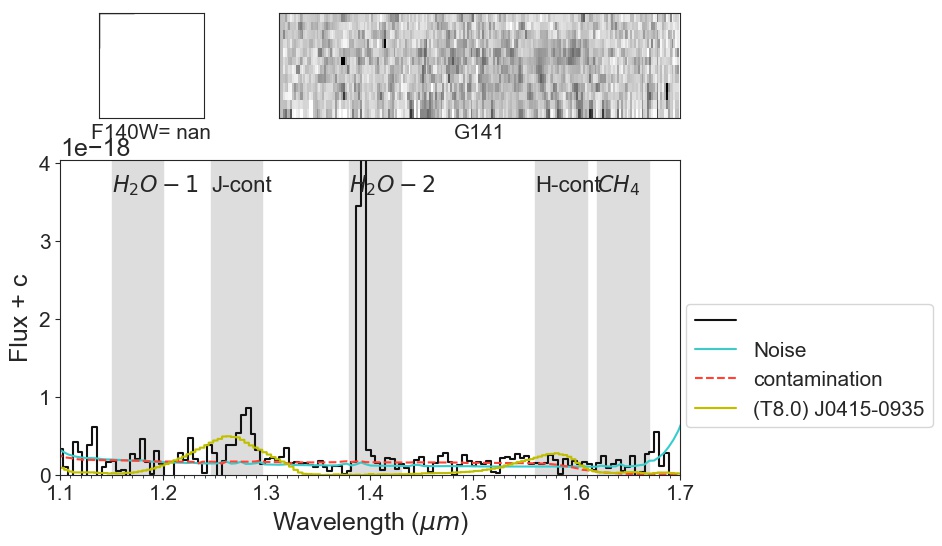 F140W= nan
G141
1e−18
H₂O − 1
J-cont
H₂O − 2
H-cont
CH₄
4
3
2
1
0
Flux + c
1.1 1.2 1.3 1.4 1.5 1.6 1.7
Wavelength (μm)
Noise
contamination
(T8.0) J0415-0935